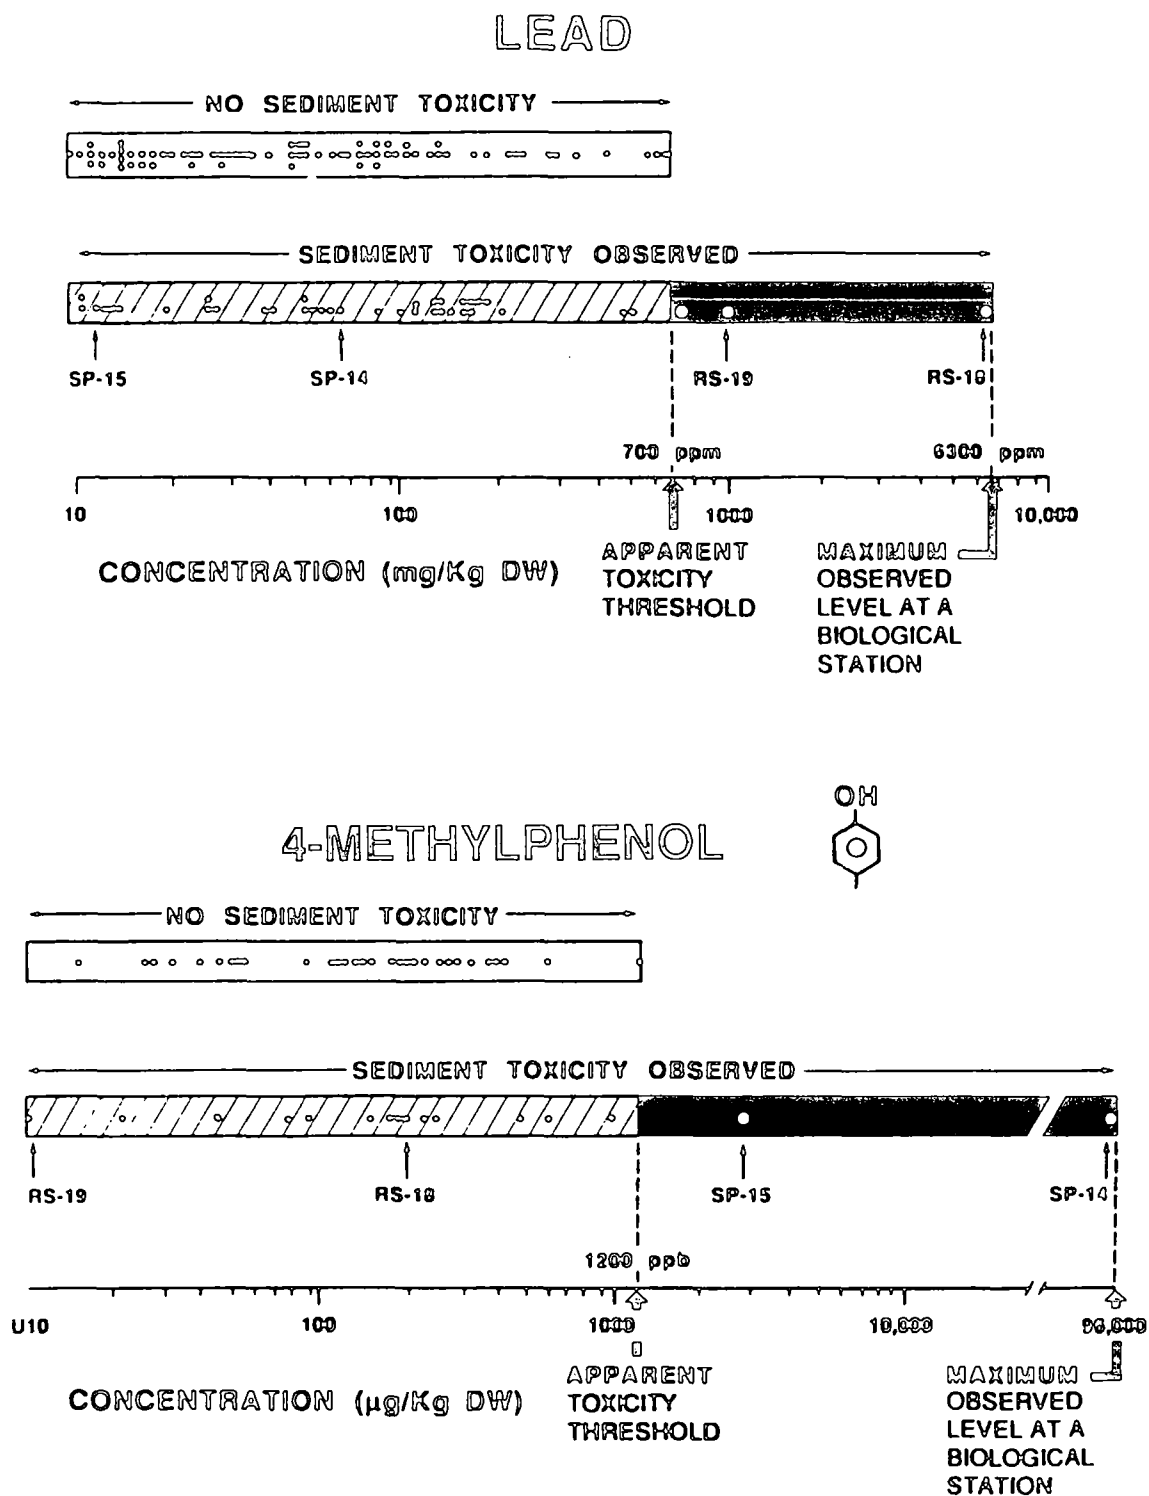 LEAD
NO SEDIMENT TOXICITY
SEDIMENT TOXICITY OBSERVED
SP-15 SP-14 RS-19 RS-18
700 ppm 6300 ppm
10 100 1000 10,000
CONCENTRATION (mg/Kg DW)
APPARENT
TOXICITY
THRESHOLD
MAXIMUM
OBSERVED
LEVEL AT A
BIOLOGICAL
STATION
OH
4-METHYLPHENOL
NO SEDIMENT TOXICITY
SEDIMENT TOXICITY OBSERVED
RS-19 RS-18 SP-15 SP-14
1200 ppb
U10 100 1000 10,000
CONCENTRATION (µg/Kg DW)
APPARENT
TOXICITY
THRESHOLD
MAXIMUM
OBSERVED
LEVEL AT A
BIOLOGICAL
STATION